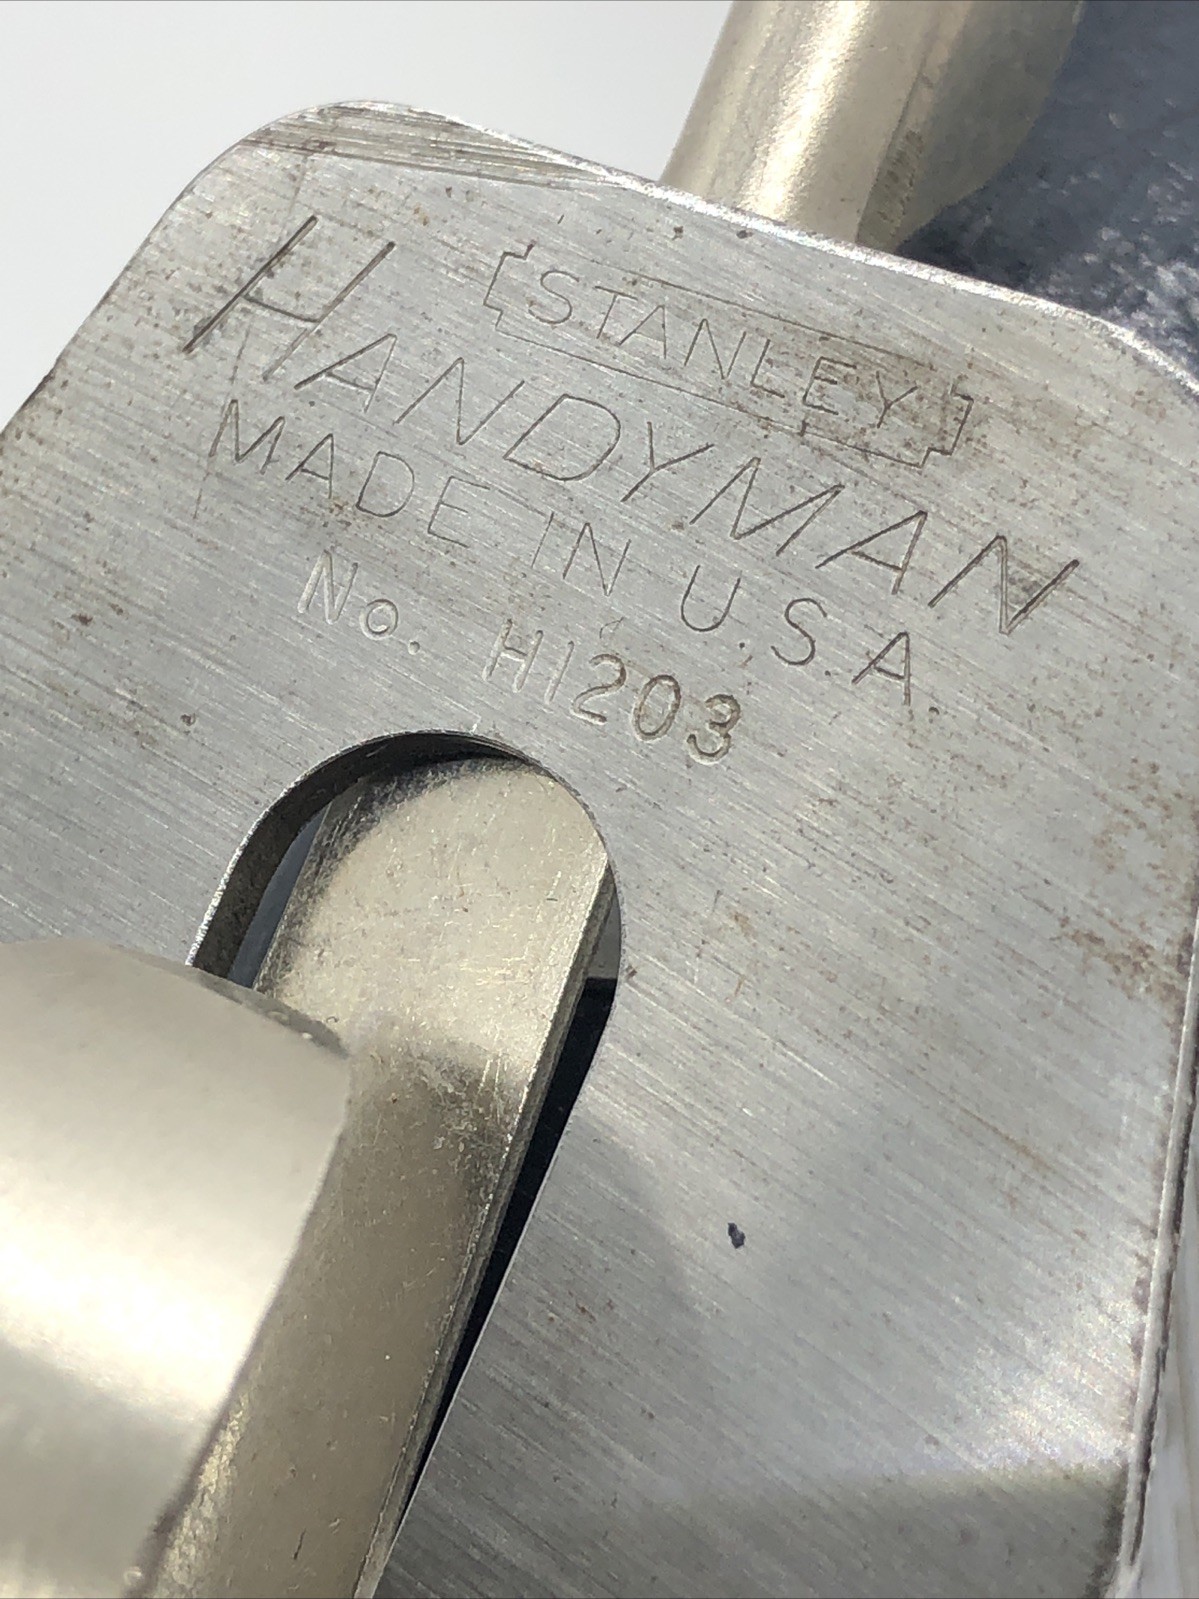 STANLEY
HANDYMAN
MADE IN U.S.A.
No. H1203